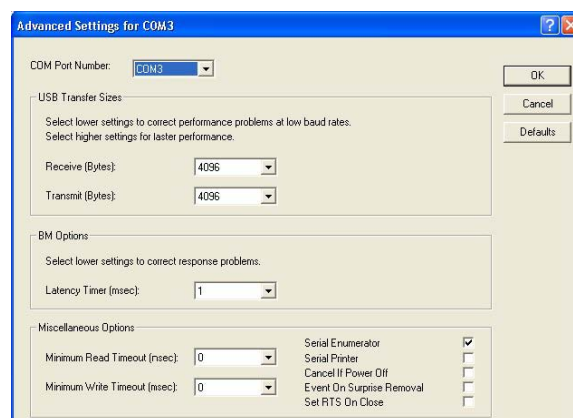 Advanced Settings for COM3
COM Port Number: COM3
OK
USB Transfer Sizes
Cancel
Select lower settings to correct performance problems at low baud rates.
Select higher settings for faster performance.
Defaults
Receive (Bytes): 4096
Transmit (Bytes): 4096
BM Options
Select lower settings to correct response problems.
Latency Timer (msec): 1
Miscellaneous Options
Serial Enumerator
Minimum Read Timeout (msec): 0
Serial Printer
Cancel If Power Off
Minimum Write Timeout (msec): 0
Event On Surprise Removal
Set RTS On Close